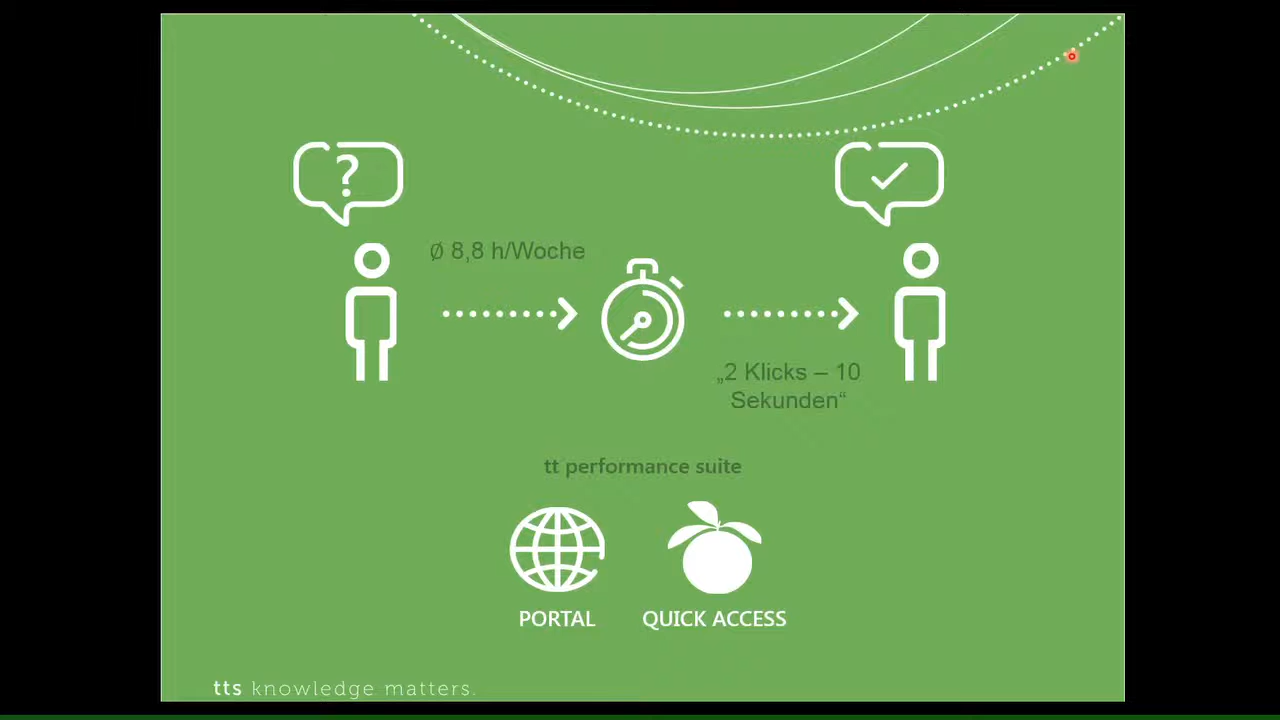 ?
Ø 8,8 h/Woche
„2 Klicks – 10
Sekunden“
tt performance suite
PORTAL
QUICK ACCESS
tts knowledge matters.